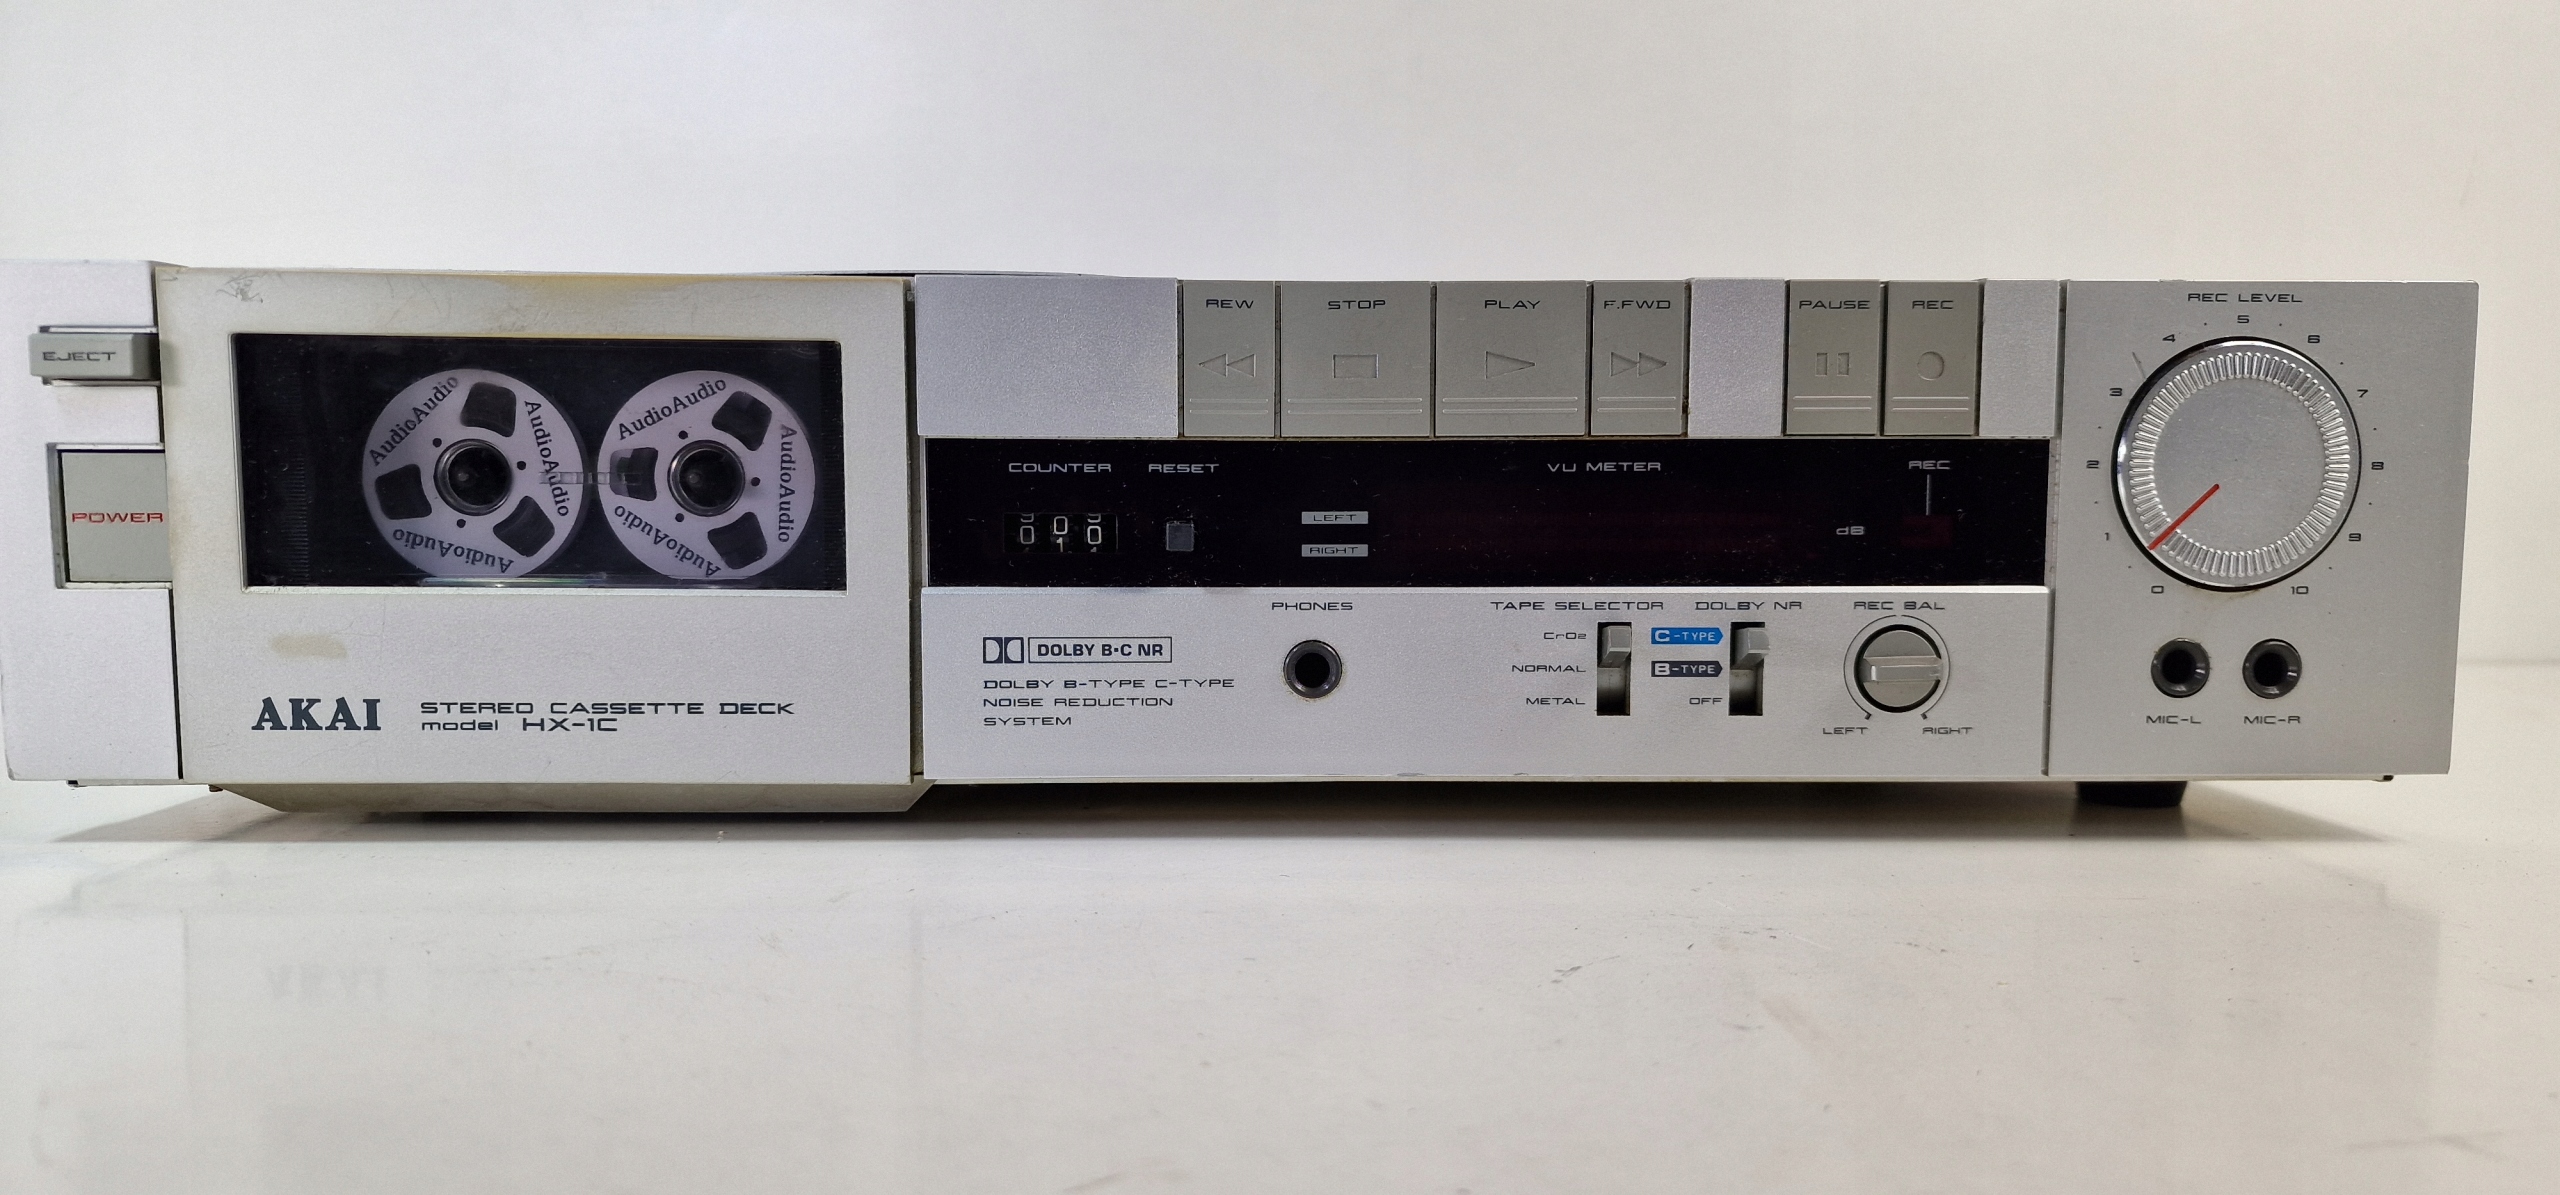 EJECT
POWER
AudioAudio
AudioAudio
AudioAudio
AudioAudio
AudioAudio
AudioAudio
AKAI
STEREO CASSETTE DECK
model HX-1C
REW
STOP
PLAY
F.FWD
PAUSE
REC
COUNTER
RESET
VU METER
REC
LEFT
RIGHT
dB
0 0 0
DOLBY B•C NR
DOLBY B-TYPE C-TYPE
NOISE REDUCTION
SYSTEM
PHONES
TAPE SELECTOR
CrO2
NORMAL
METAL
DOLBY NR
C-TYPE
B-TYPE
OFF
REC BAL
LEFT
RIGHT
REC LEVEL
0
1
2
3
4
5
6
7
8
9
10
MIC-L
MIC-R